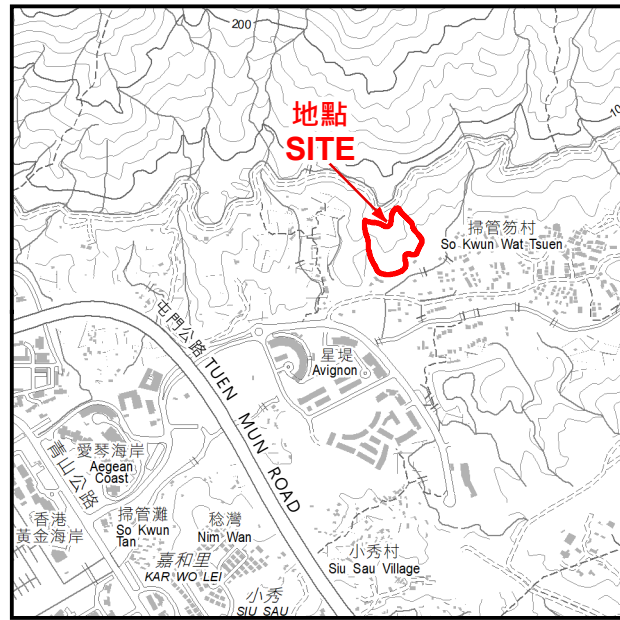 200
10
地點
SITE
掃管笏村
So Kwun Wat Tsuen
屯門公路 TUEN MUN ROAD
星堤
Avignon
愛琴海岸
Aegean
Coast
青山公路
香港
黃金海岸
掃管灘
So Kwun
Tan
稔灣
Nim Wan
嘉和里
KAR WO LEI
小秀村
Siu Sau Village
小秀
SIU SAU